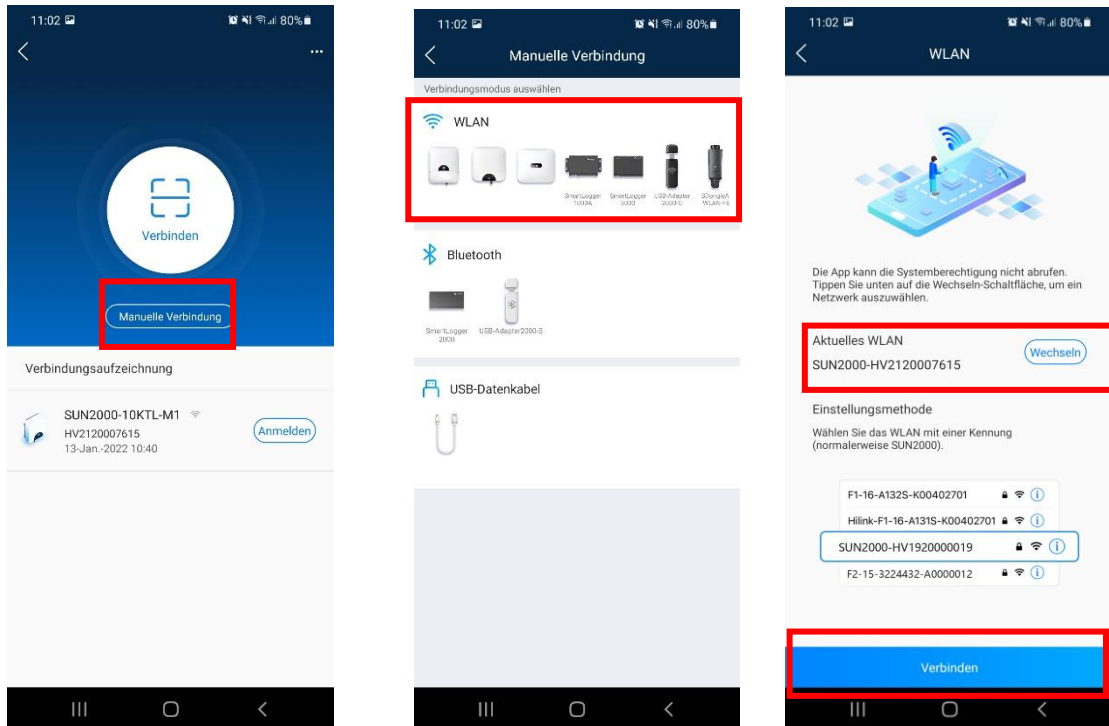 11:02 80%
Verbinden
Manuelle Verbindung
Verbindungsaufzeichnung
SUN2000-10KTL-M1
HV2120007615
13-Jan.-2022 10:40
Anmelden
11:02 80%
Manuelle Verbindung
Verbindungsmodus auswählen
WLAN
SmartLogger
1000A
SmartLogger
3000
USB-Adapter
2000-C
SDongleA
WLAN-FE
Bluetooth
SmartLogger
2000
USB-Adapter2000-B
USB-Datenkabel
11:02 80%
WLAN
Die App kann die Systemberechtigung nicht abrufen.
Tippen Sie unten auf die Wechseln-Schaltfläche, um ein
Netzwerk auszuwählen.
Aktuelles WLAN
SUN2000-HV2120007615
Wechseln
Einstellungsmethode
Wählen Sie das WLAN mit einer Kennung
(normalerweise SUN2000).
F1-16-A132S-K00402701
Hilink-F1-16-A131S-K00402701
SUN2000-HV1920000019
F2-15-3224432-A0000012
Verbinden